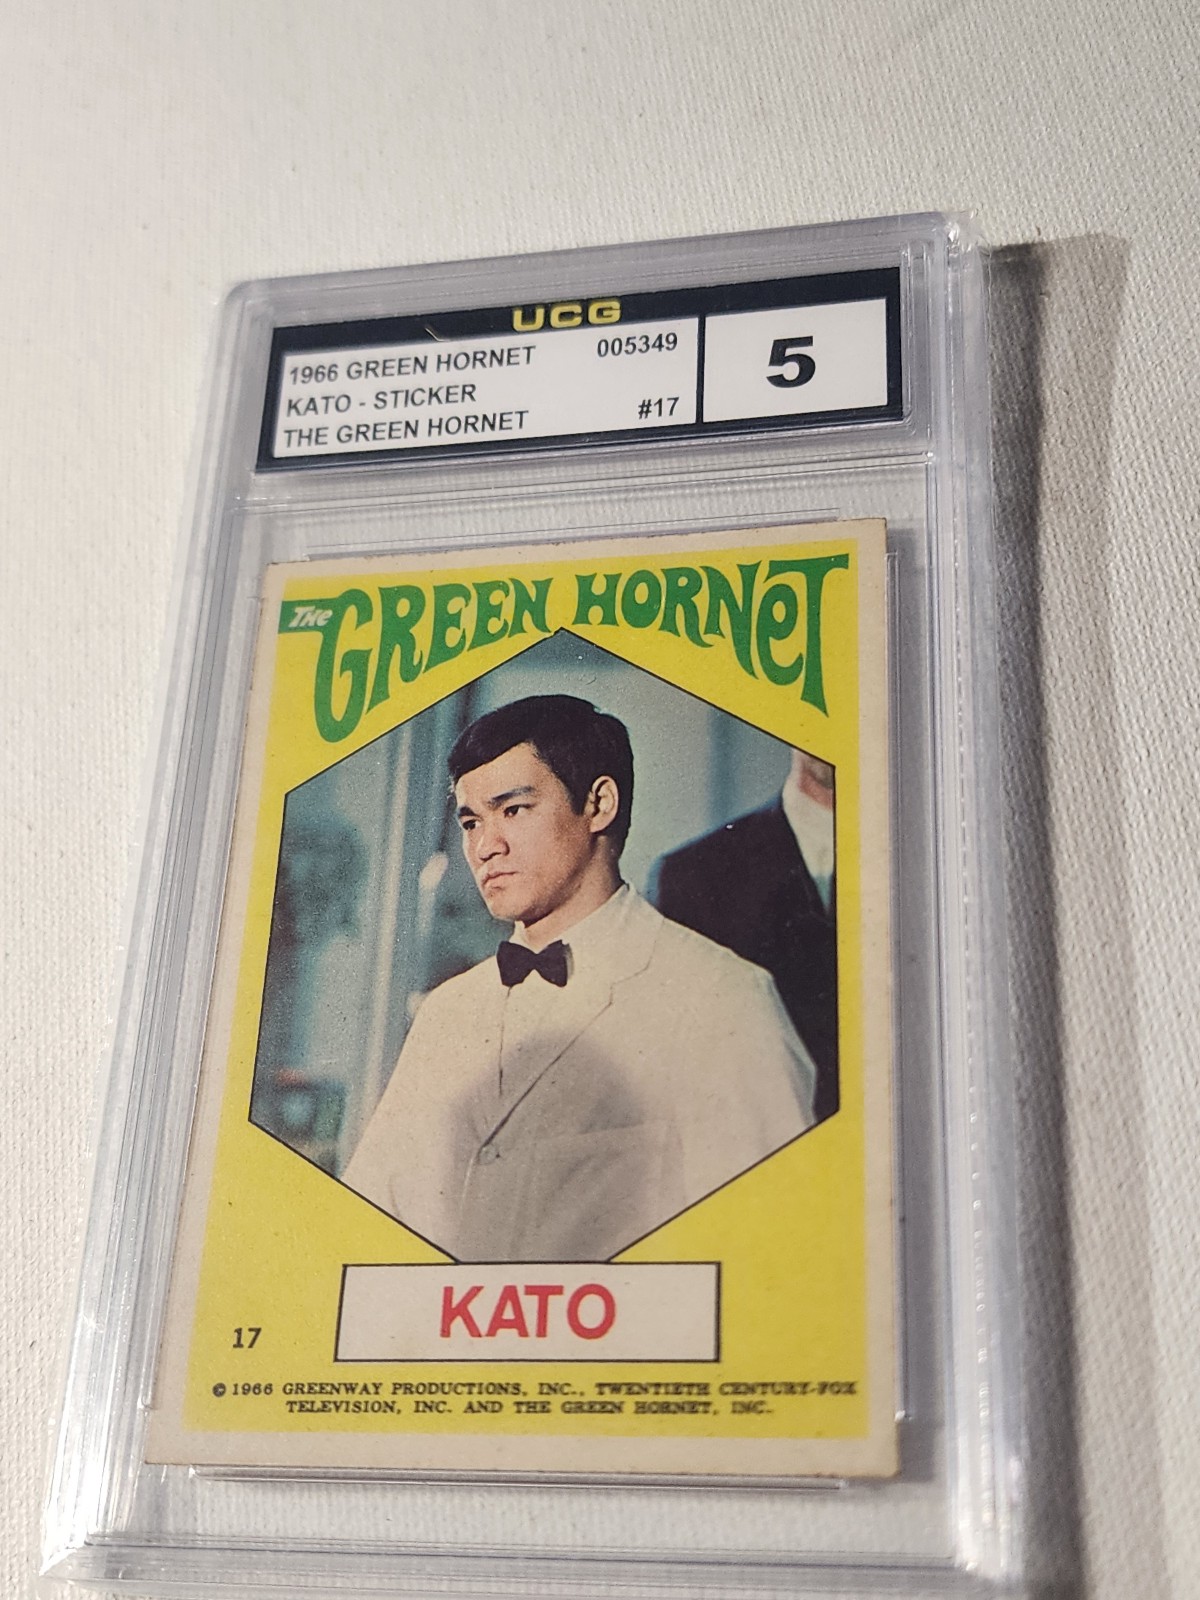 UCG
1966 GREEN HORNET 005349
KATO - STICKER
THE GREEN HORNET #17
5
The GREEN HORNET
KATO
17
© 1966 GREENWAY PRODUCTIONS, INC., TWENTIETH CENTURY-FOX
TELEVISION, INC. AND THE GREEN HORNET, INC.